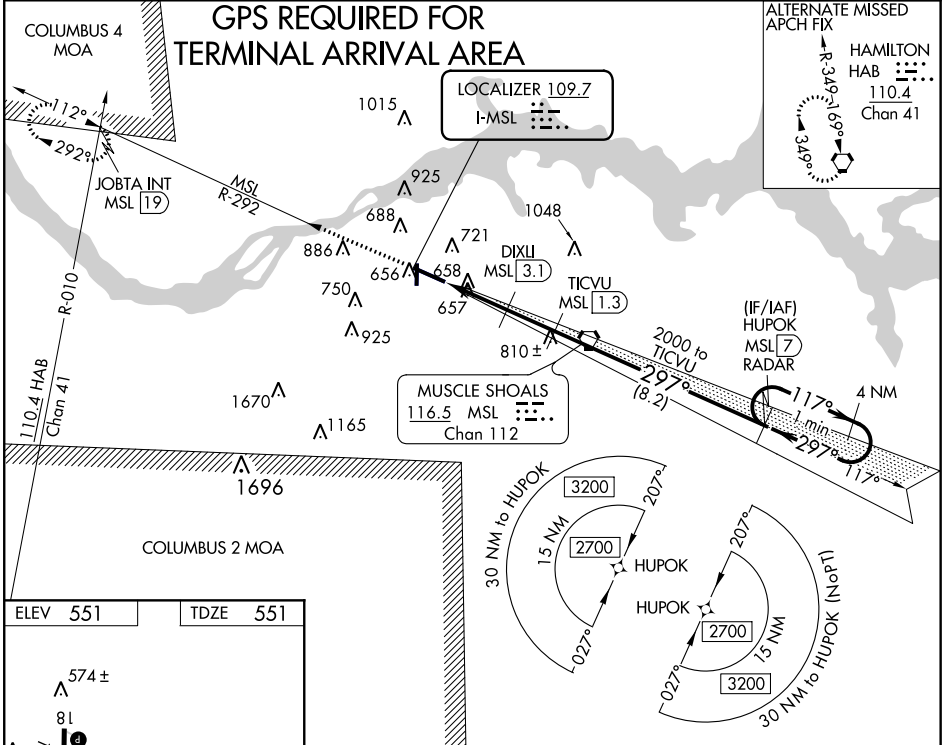 GPS REQUIRED FOR
TERMINAL ARRIVAL AREA
COLUMBUS 4
MOA
ALTERNATE MISSED
APCH FIX
HAMILTON
HAB
110.4
Chan 41
R-349
169°
349°
LOCALIZER 109.7
I-MSL
1015
112°
292°
JOBTA INT
MSL 19
MSL
R-292
925
688
886
721
1048
656
658
657
DIXLI
MSL 3.1
TICVU
MSL 1.3
750
925
810 ±
(IF/IAF)
HUPOK
MSL 7
RADAR
2000 to
TICVU
297°
(8.2)
117°
4 NM
1 min
297°
117°
R-010
110.4 HAB
Chan 41
MUSCLE SHOALS
116.5 MSL
Chan 112
1670
1165
1696
COLUMBUS 2 MOA
30 NM to HUPOK
3200
207°
15 NM
2700
HUPOK
027°
207°
HUPOK
2700
15 NM
027°
3200
30 NM to HUPOK (NoPT)
ELEV 551
TDZE 551
574 ±
18
P